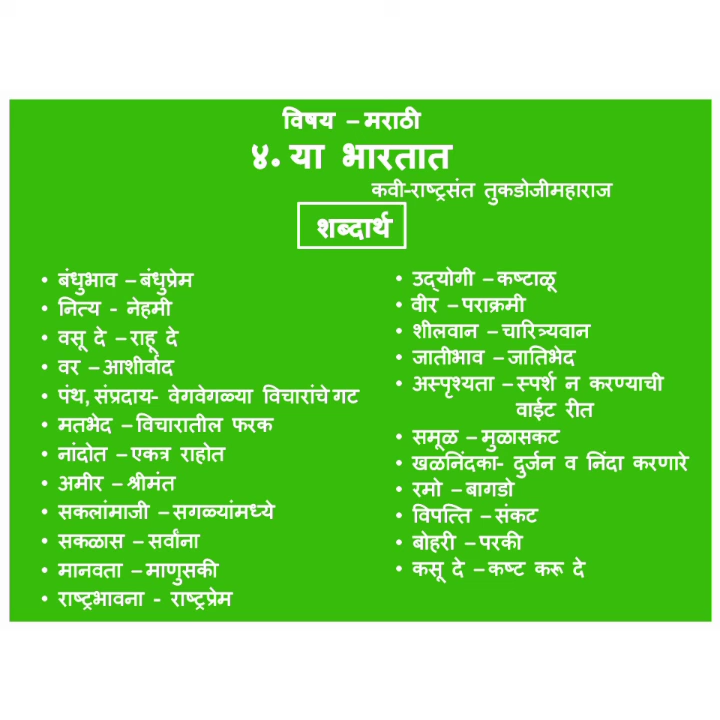 विषय – मराठी
४. या भारतात
कवी-राष्ट्रसंत तुकडोजीमहाराज
शब्दार्थ
• बंधुभाव – बंधुप्रेम
• नित्य - नेहमी
• वसू दे – राहू दे
• वर – आशीर्वाद
• पंथ, संप्रदाय- वेगवेगळ्या विचारांचे गट
• मतभेद – विचारातील फरक
• नांदोत – एकत्र राहोत
• अमीर – श्रीमंत
• सकलांमाजी – सगळ्यांमध्ये
• सकळास – सर्वांना
• मानवता – माणुसकी
• राष्ट्रभावना - राष्ट्रप्रेम
• उद्‌योगी – कष्टाळू
• वीर – पराक्रमी
• शीलवान – चारित्र्यवान
• जातीभाव – जातिभेद
• अस्पृश्यता – स्पर्श न करण्याची
वाईट रीत
• समूळ – मुळासकट
• खळनिंदका- दुर्जन व निंदा करणारे
• रमो – बागडो
• विपत्ति – संकट
• बोहरी – परकी
• कसू दे – कष्ट करू दे